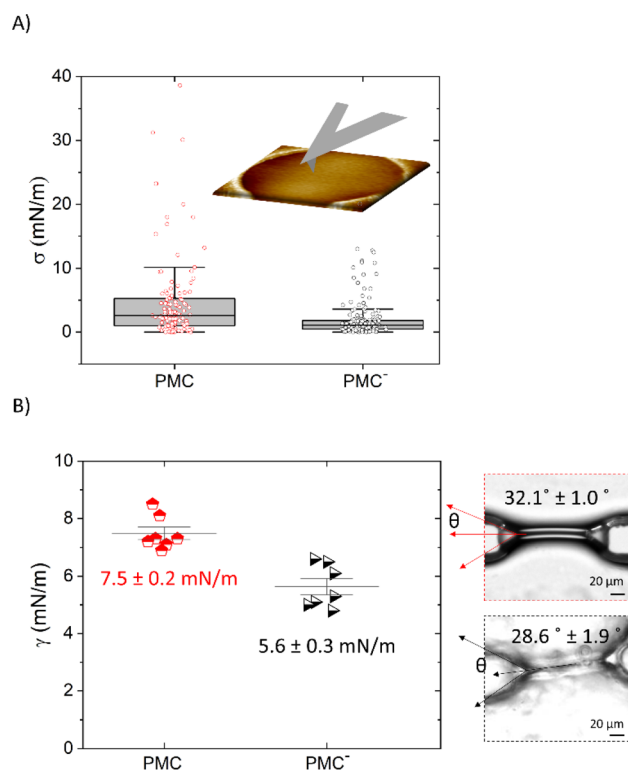 A)
40
30
20
10
0
σ (mN/m)
PMC
PMC⁻
B)
10
8
6
4
2
0
γ (mN/m)
7.5 ± 0.2 mN/m
5.6 ± 0.3 mN/m
PMC
PMC⁻
32.1° ± 1.0 °
θ
20 μm
28.6 ° ± 1.9 °
θ
20 μm